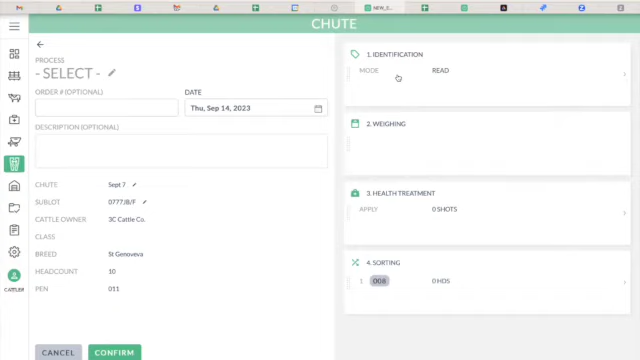 NEW_D...
CHUTE
PROCESS
- SELECT -
ORDER # (OPTIONAL)
DATE
Thu, Sep 14, 2023
DESCRIPTION (OPTIONAL)
CHUTE Sept 7
SUBLOT 0777/B/F
CATTLE OWNER 3C Cattle Co.
CLASS
BREED St Genoveva
HEADCOUNT 10
PEN 011
CANCEL CONFIRM
CATTLER
1. IDENTIFICATION
MODE READ
2. WEIGHING
3. HEALTH TREATMENT
APPLY 0 SHOTS
4. SORTING
1. 008 0 HDS